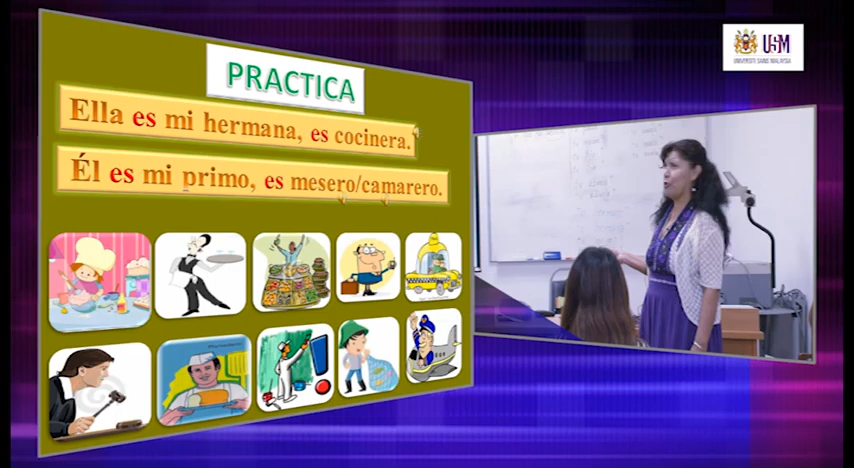 PRACTICA
Ella es mi hermana, es cocinera.
Él es mi primo, es mesero/camarero.
USM
UNIVERSITI SAINS MALAYSIA